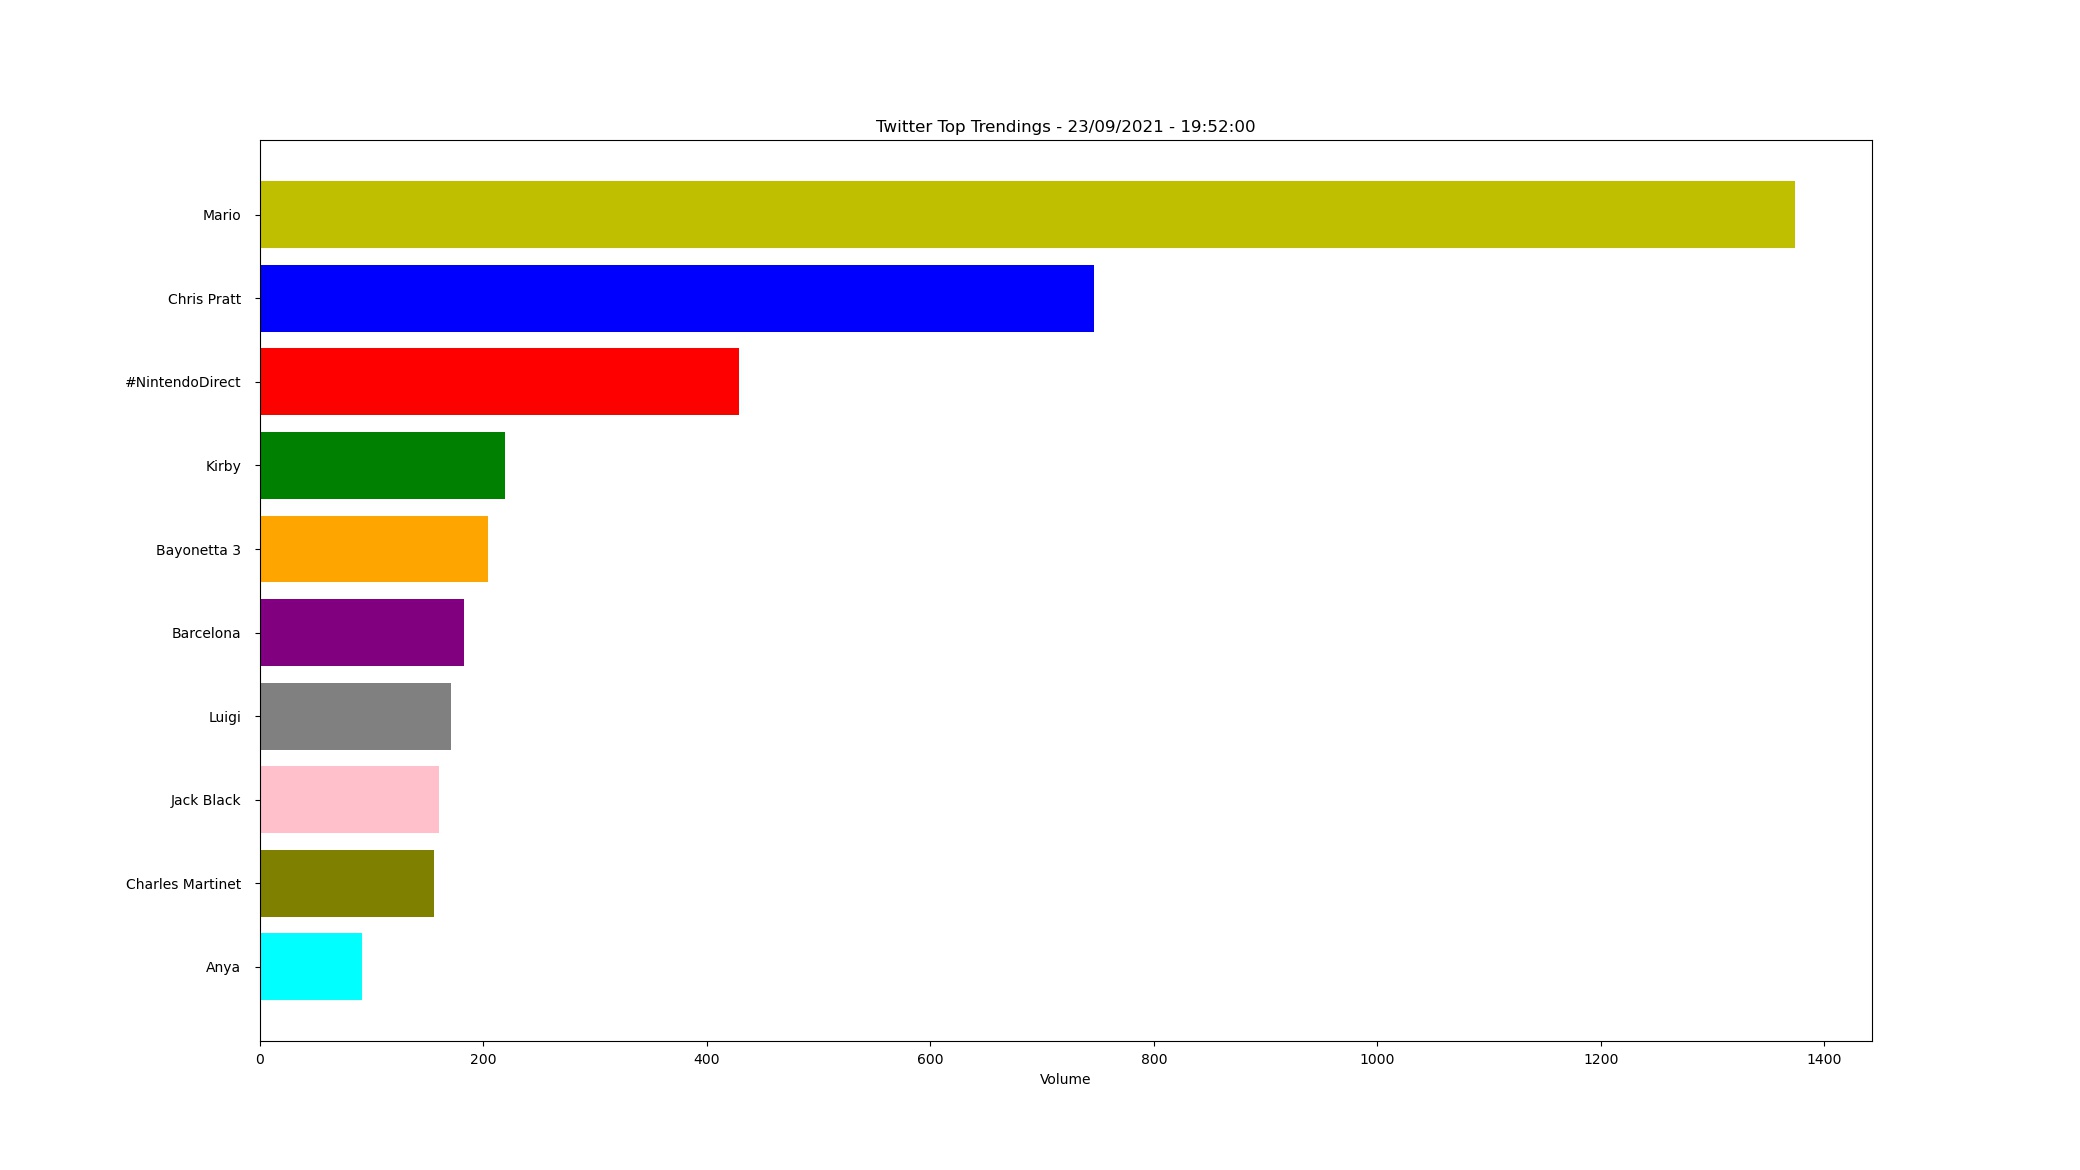 Twitter Top Trendings - 23/09/2021 - 19:52:00
Mario
Chris Pratt
#NintendoDirect
Kirby
Bayonetta 3
Barcelona
Luigi
Jack Black
Charles Martinet
Anya
0 200 400 600 800 1000 1200 1400
Volume